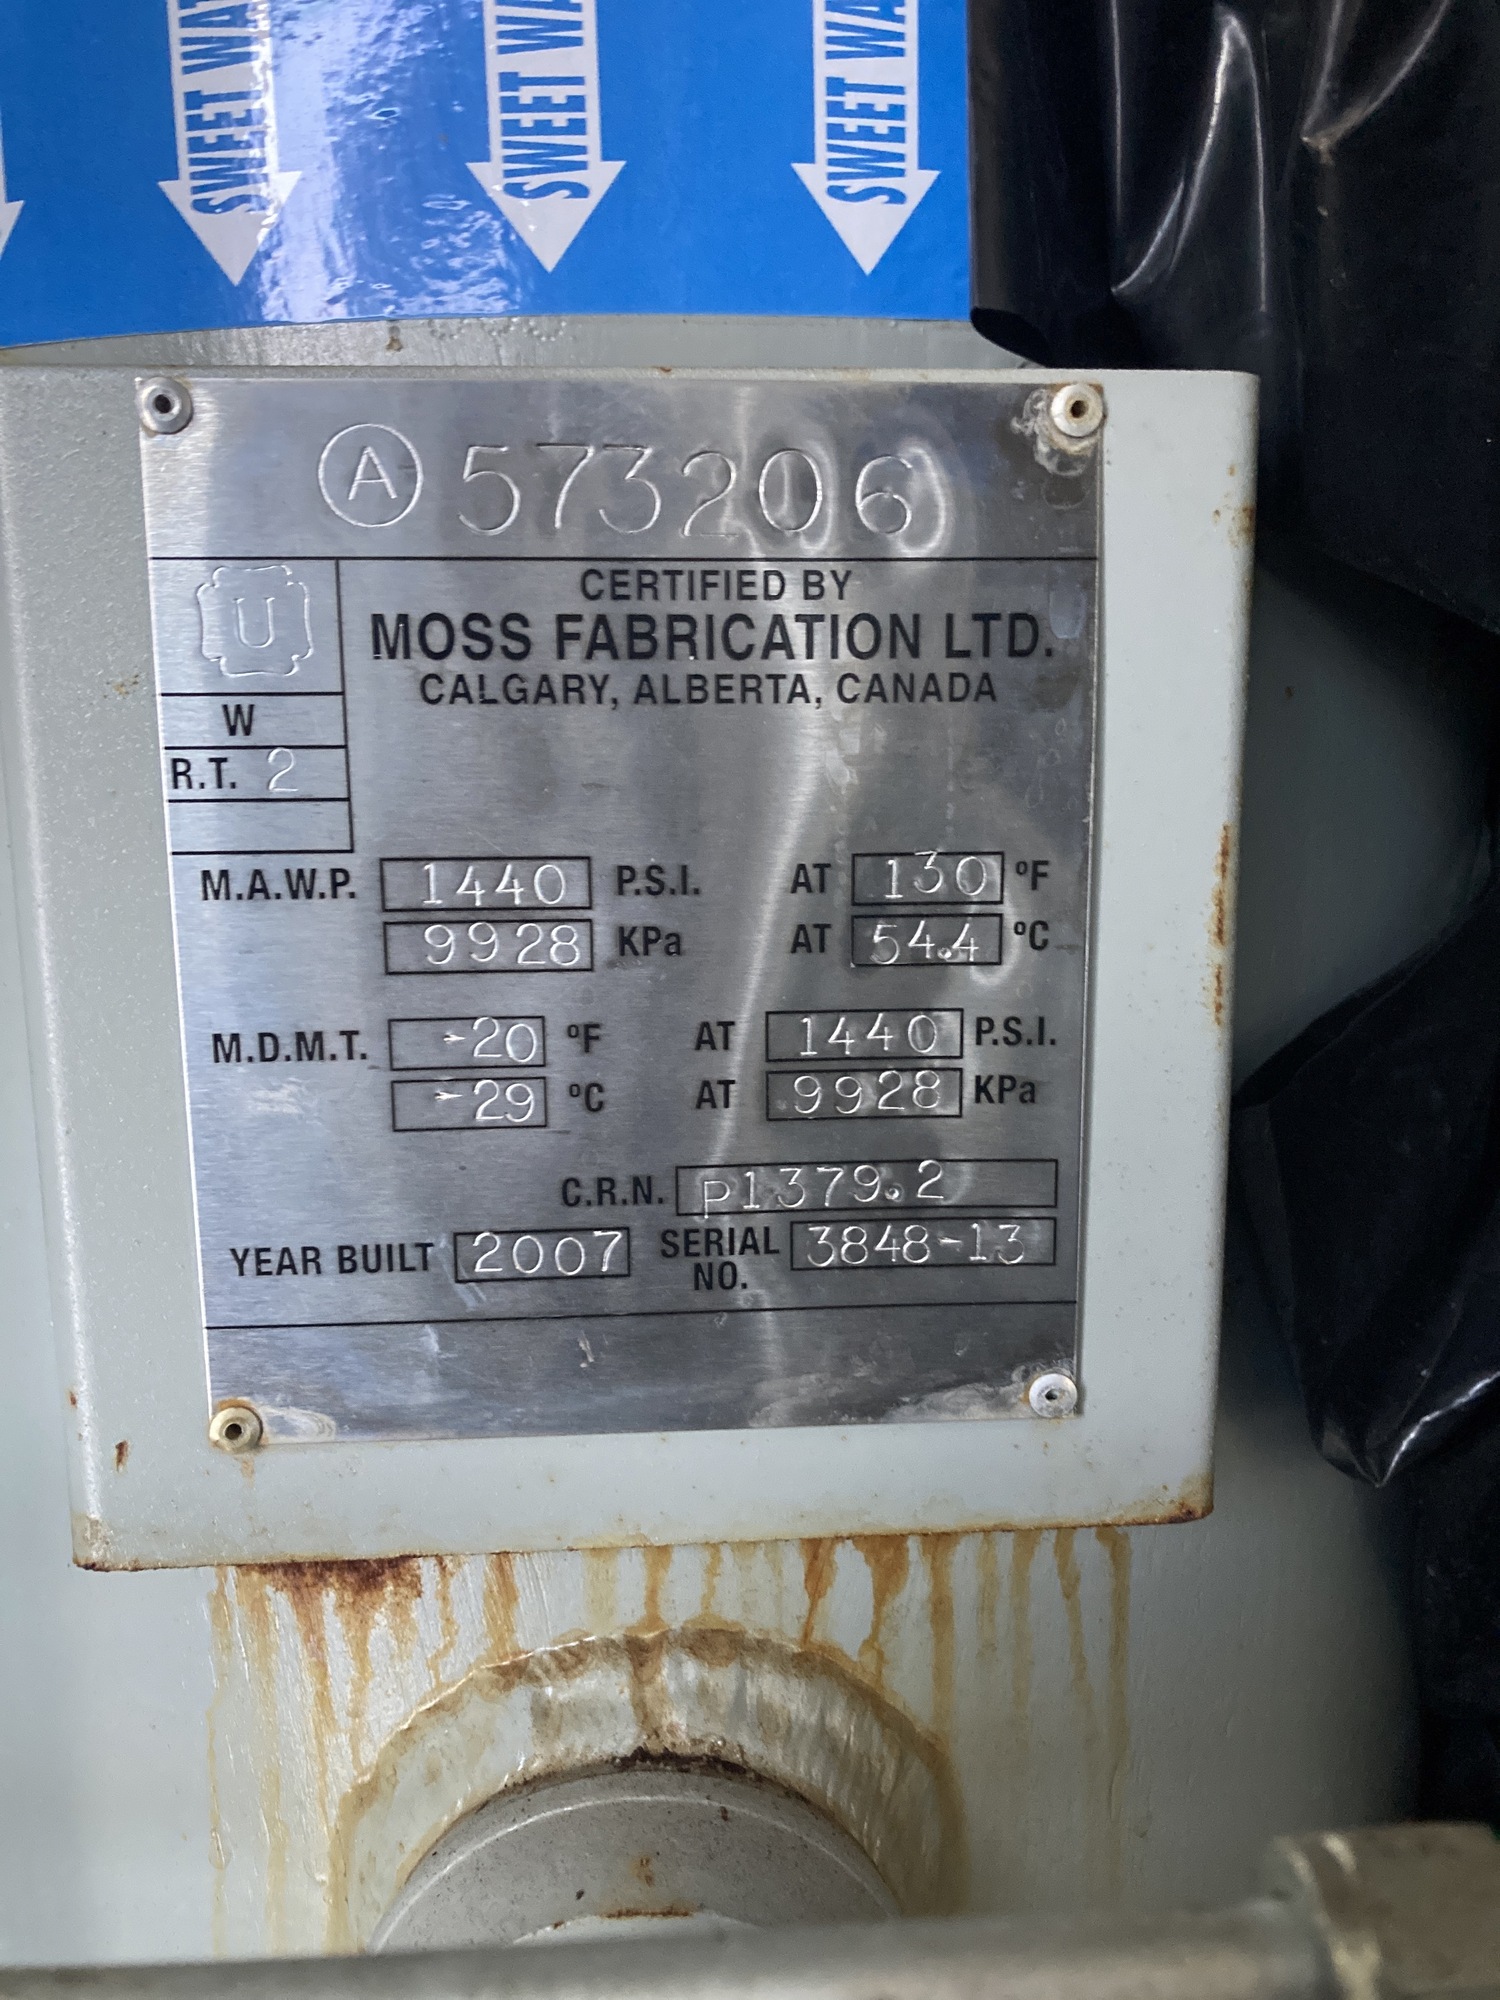 SWEET WA
SWEET WA
SWEET WA
A 573206
U
CERTIFIED BY
MOSS FABRICATION LTD.
CALGARY, ALBERTA, CANADA
W
R.T. 2
M.A.W.P. 1440 P.S.I. AT 130 °F
9928 KPa AT 54.4 °C
M.D.M.T. -20 °F AT 1440 P.S.I.
-29 °C AT 9928 KPa
C.R.N. P1379.2
YEAR BUILT 2007 SERIAL NO. 3848-13